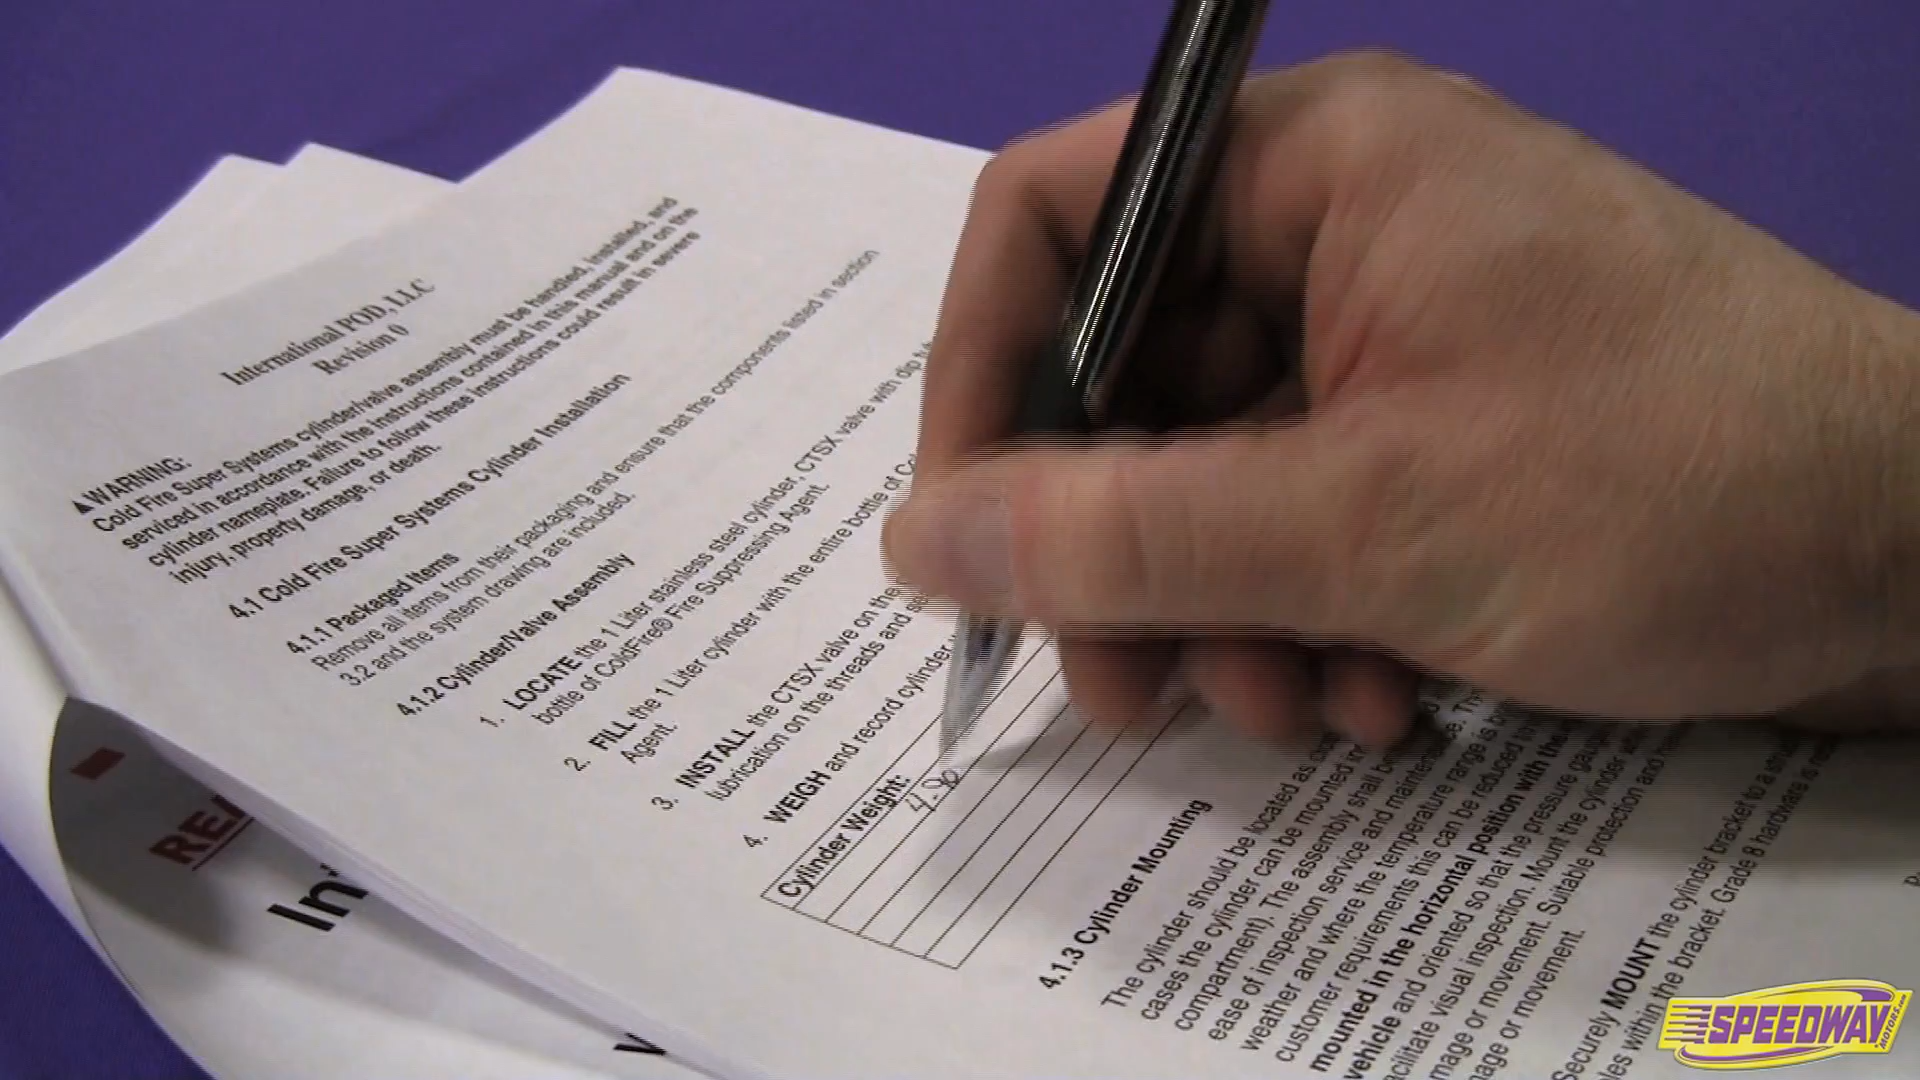 International POD, LLC
Revision 0
▲WARNING:
Cold Fire Super Systems cylinder/valve assembly must be handled, installed, and
serviced in accordance with the instructions contained in this manual and on the
cylinder nameplate. Failure to follow these instructions could result in severe
injury, property damage, or death.
4.1 Cold Fire Super Systems Cylinder Installation
4.1.1 Packaged Items
Remove all items from their packaging and ensure that the components listed in section
3.2 and the system drawing are included.
4.1.2 Cylinder/Valve Assembly
1. LOCATE the 1 Liter stainless steel cylinder, CTSX valve with dip
bottle of ColdFire® Fire Suppressing Agent.
2. FILL the 1 Liter cylinder with the entire bottle of
Agent.
3. INSTALL the CTSX valve on the
lubrication on the threads and
4. WEIGH and record cylinder
Cylinder Weight:
4.90
4.1.3 Cylinder Mounting
The cylinder should be located as
cases the cylinder can be mounted
compartment). The assembly shall
ease of inspection service and
weather and where the temperature range is
customer requirements this can be reduced
mounted in the horizontal position with the
vehicle and oriented so that the pressure
visual inspection. Mount the cylinder
or movement. Suitable protection and
or movement.
Securely MOUNT the cylinder bracket to a
within the bracket. Grade 8 hardware is
SPEEDWAY
MOTORS.com